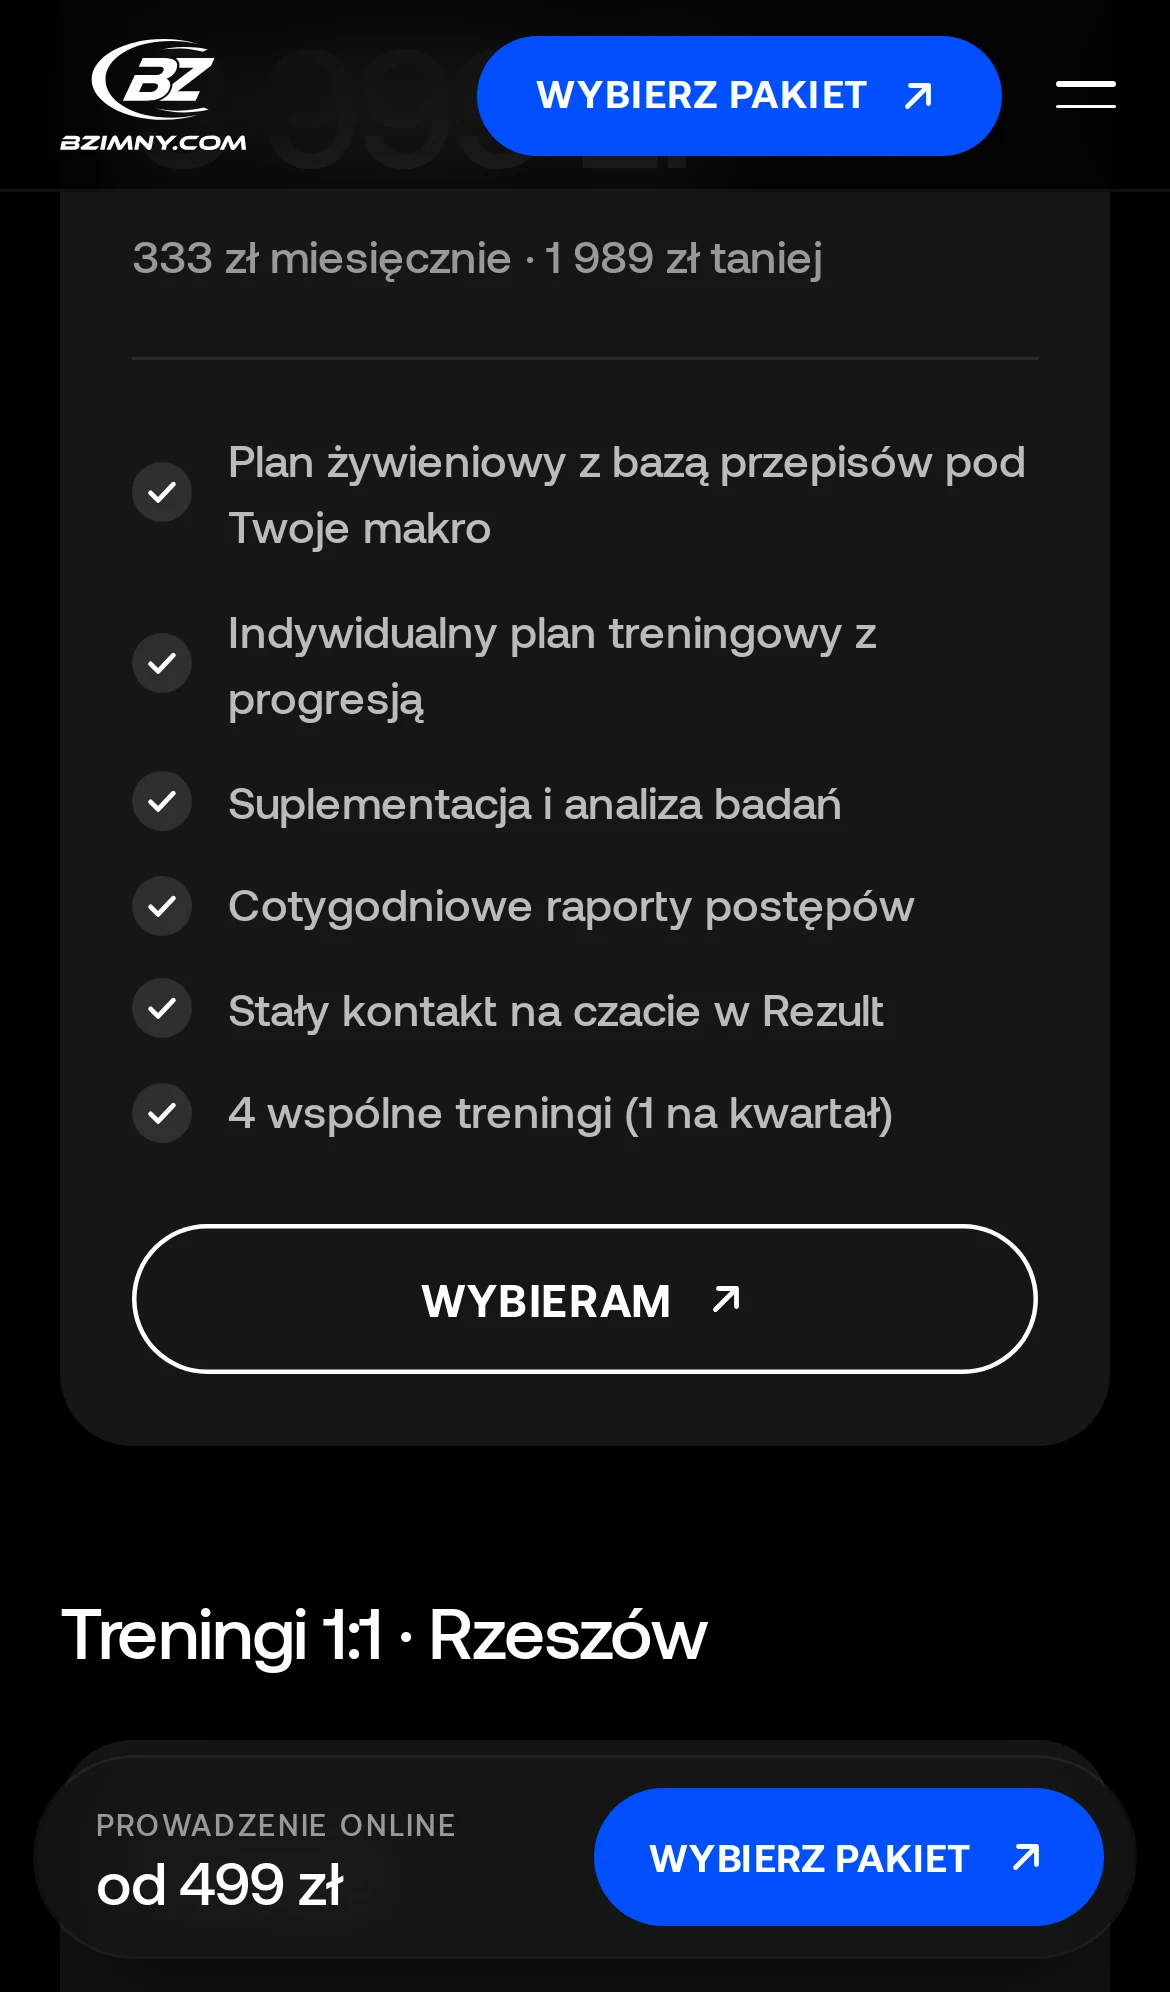 BZ
BZIMNY.COM
WYBIERZ PAKIET
333 zł miesięcznie · 1 989 zł taniej
Plan żywieniowy z bazą przepisów pod
Twoje makro
Indywidualny plan treningowy z
progresją
Suplementacja i analiza badań
Cotygodniowe raporty postępów
Stały kontakt na czacie w Rezult
4 wspólne treningi (1 na kwartał)
WYBIERAM
Treningi 1:1 · Rzeszów
PROWADZENIE ONLINE
od 499 zł
WYBIERZ PAKIET